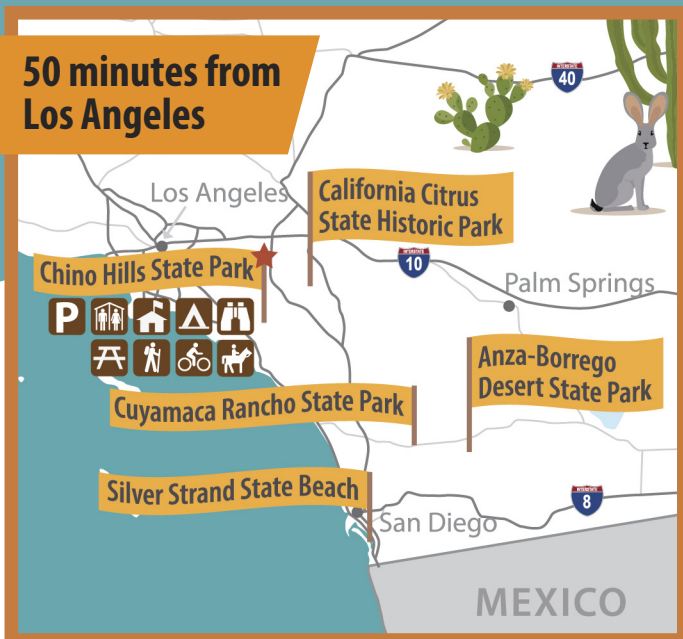 50 minutes from
Los Angeles
INTERSTATE
40
Los Angeles
California Citrus
State Historic Park
Chino Hills State Park
INTERSTATE
10
Palm Springs
P
Anza-Borrego
Desert State Park
Cuyamaca Rancho State Park
Silver Strand State Beach
INTERSTATE
8
San Diego
MEXICO